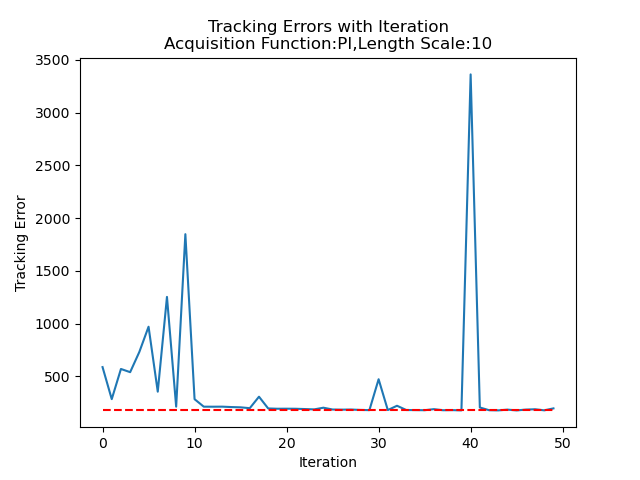 Tracking Errors with Iteration
Acquisition Function:PI,Length Scale:10
3500
3000
2500
2000
1500
1000
500
Tracking Error
0 10 20 30 40 50
Iteration